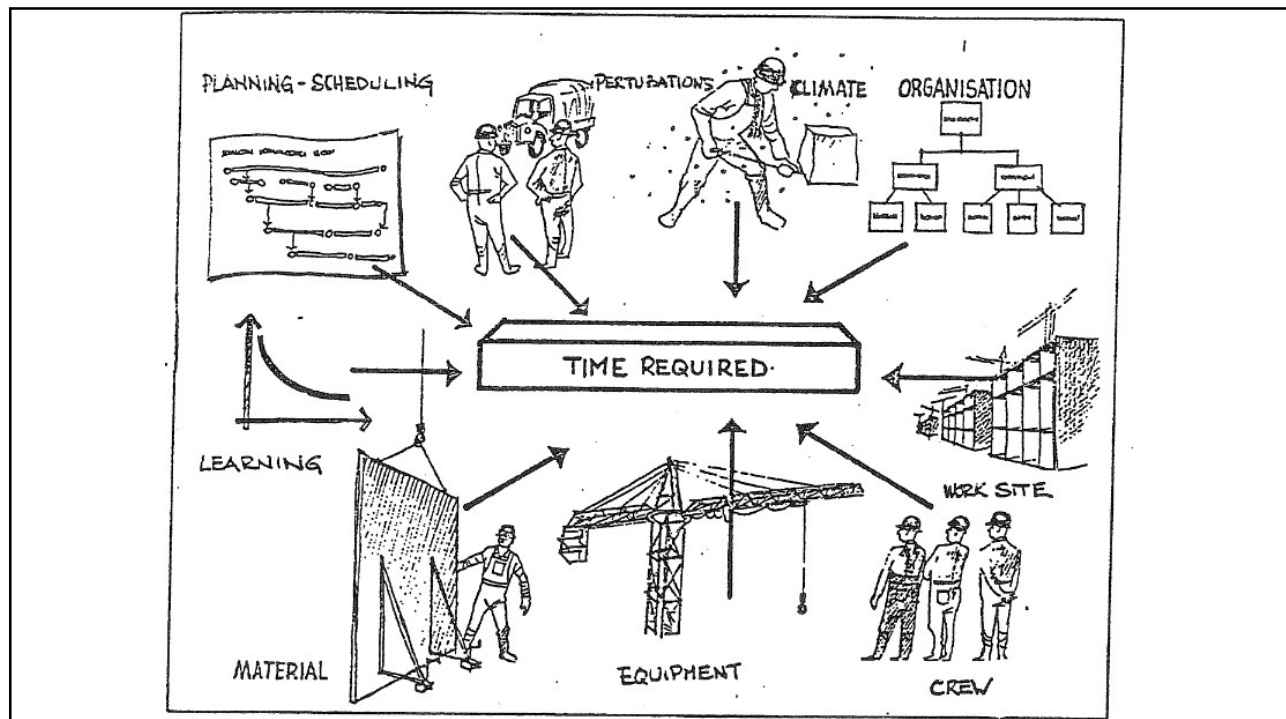 PLANNING - SCHEDULING
PERTUBATIONS
CLIMATE
ORGANISATION
TIME REQUIRED.
LEARNING
WORK SITE
MATERIAL
EQUIPMENT
CREW